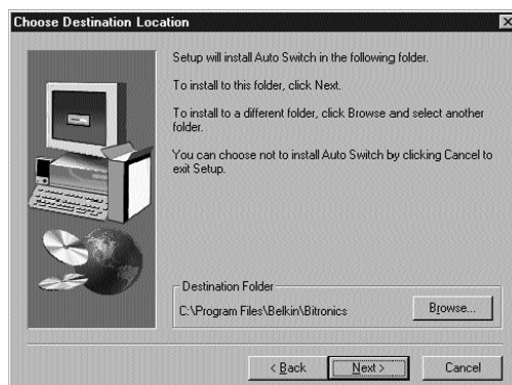 Choose Destination Location
Setup will install Auto Switch in the following folder.
To install to this folder, click Next.
To install to a different folder, click Browse and select another
folder.
You can choose not to install Auto Switch by clicking Cancel to
exit Setup.
Destination Folder
C:\Program Files\Belkin\Bitronics
Browse...
< Back
Next >
Cancel